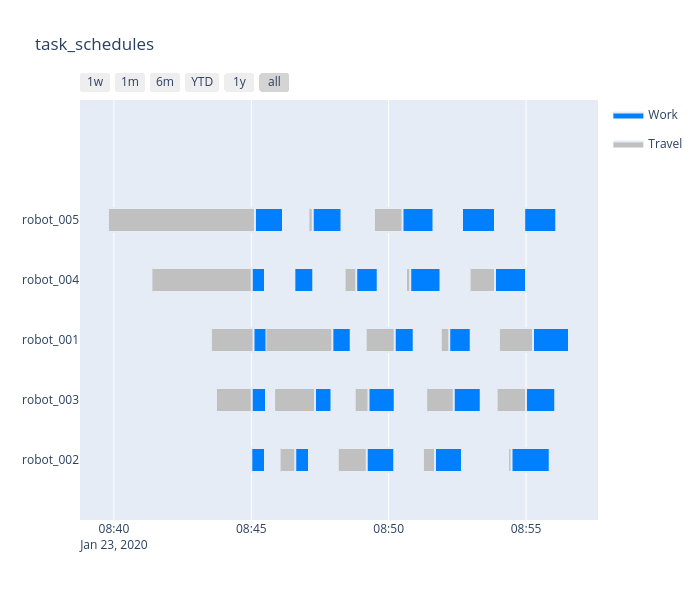 task_schedules
1w 1m 6m YTD 1y all
Work
Travel
robot_005
robot_004
robot_001
robot_003
robot_002
08:40 08:45 08:50 08:55
Jan 23, 2020